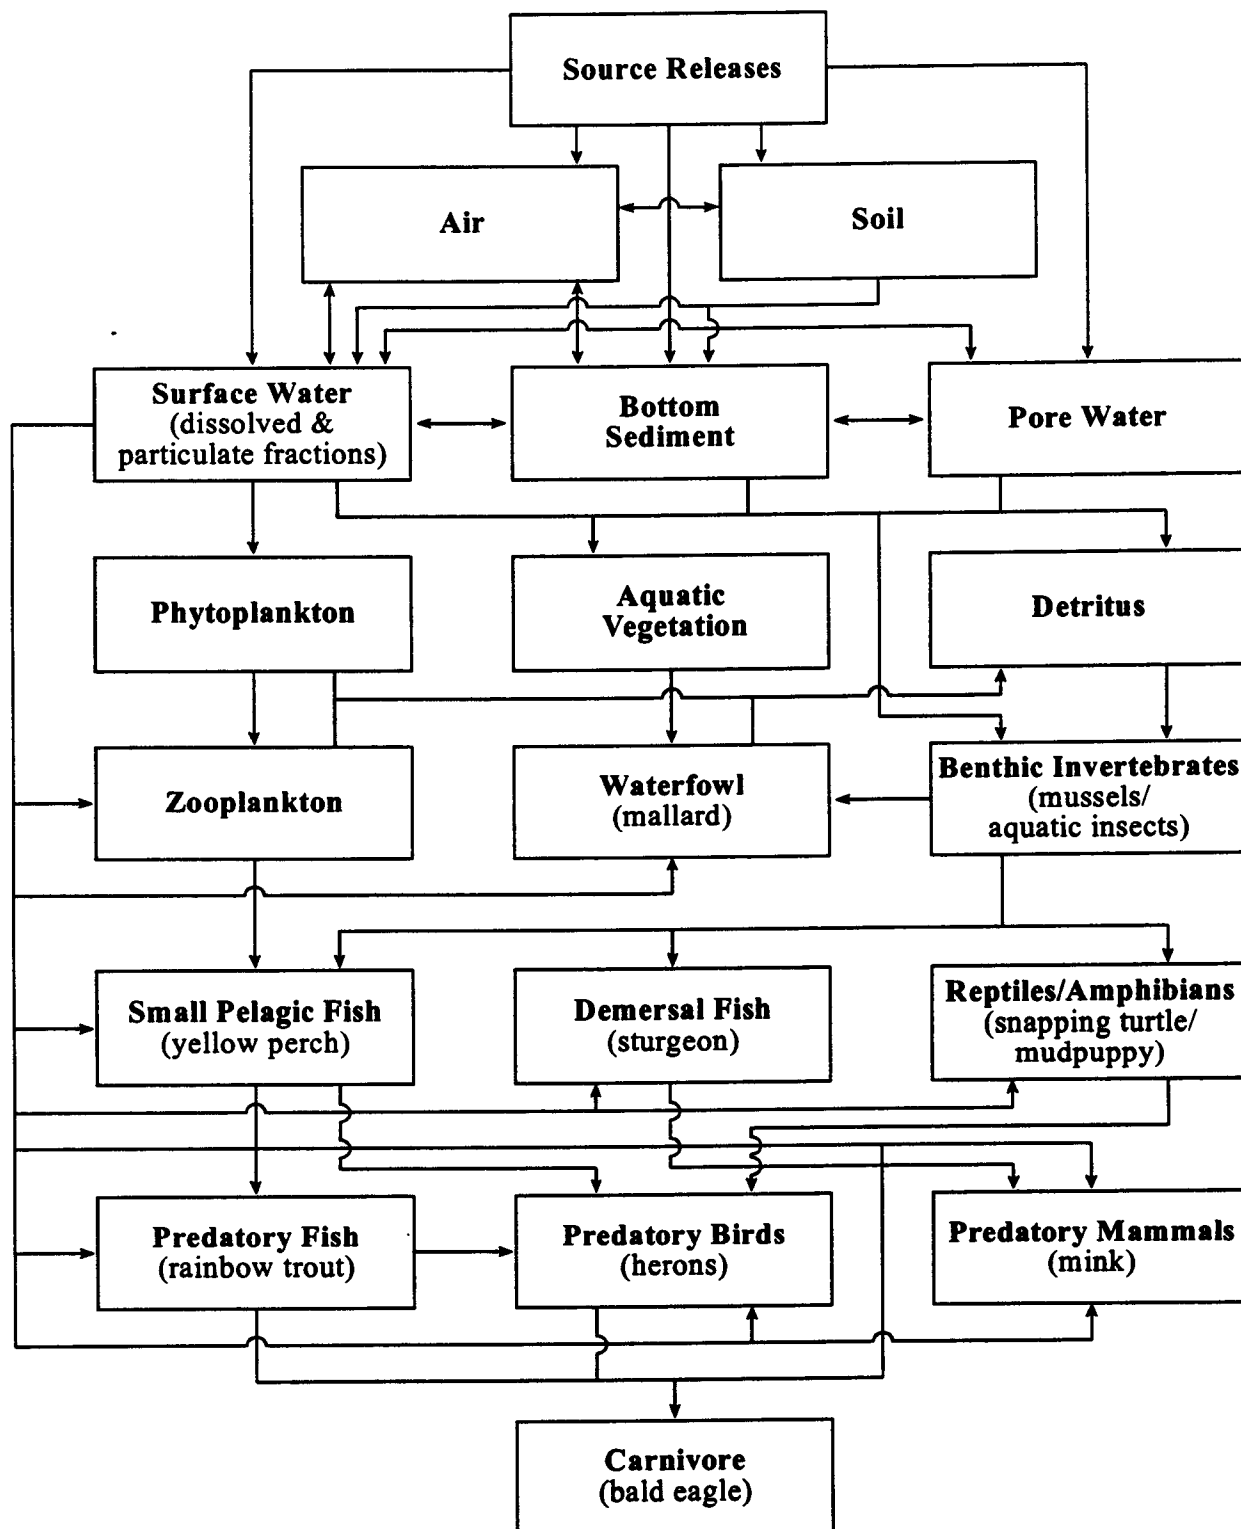 Source Releases
Air
Soil
Surface Water
(dissolved &
particulate fractions)
Bottom
Sediment
Pore Water
Phytoplankton
Aquatic
Vegetation
Detritus
Zooplankton
Waterfowl
(mallard)
Benthic Invertebrates
(mussels/
aquatic insects)
Small Pelagic Fish
(yellow perch)
Demersal Fish
(sturgeon)
Reptiles/Amphibians
(snapping turtle/
mudpuppy)
Predatory Fish
(rainbow trout)
Predatory Birds
(herons)
Predatory Mammals
(mink)
Carnivore
(bald eagle)